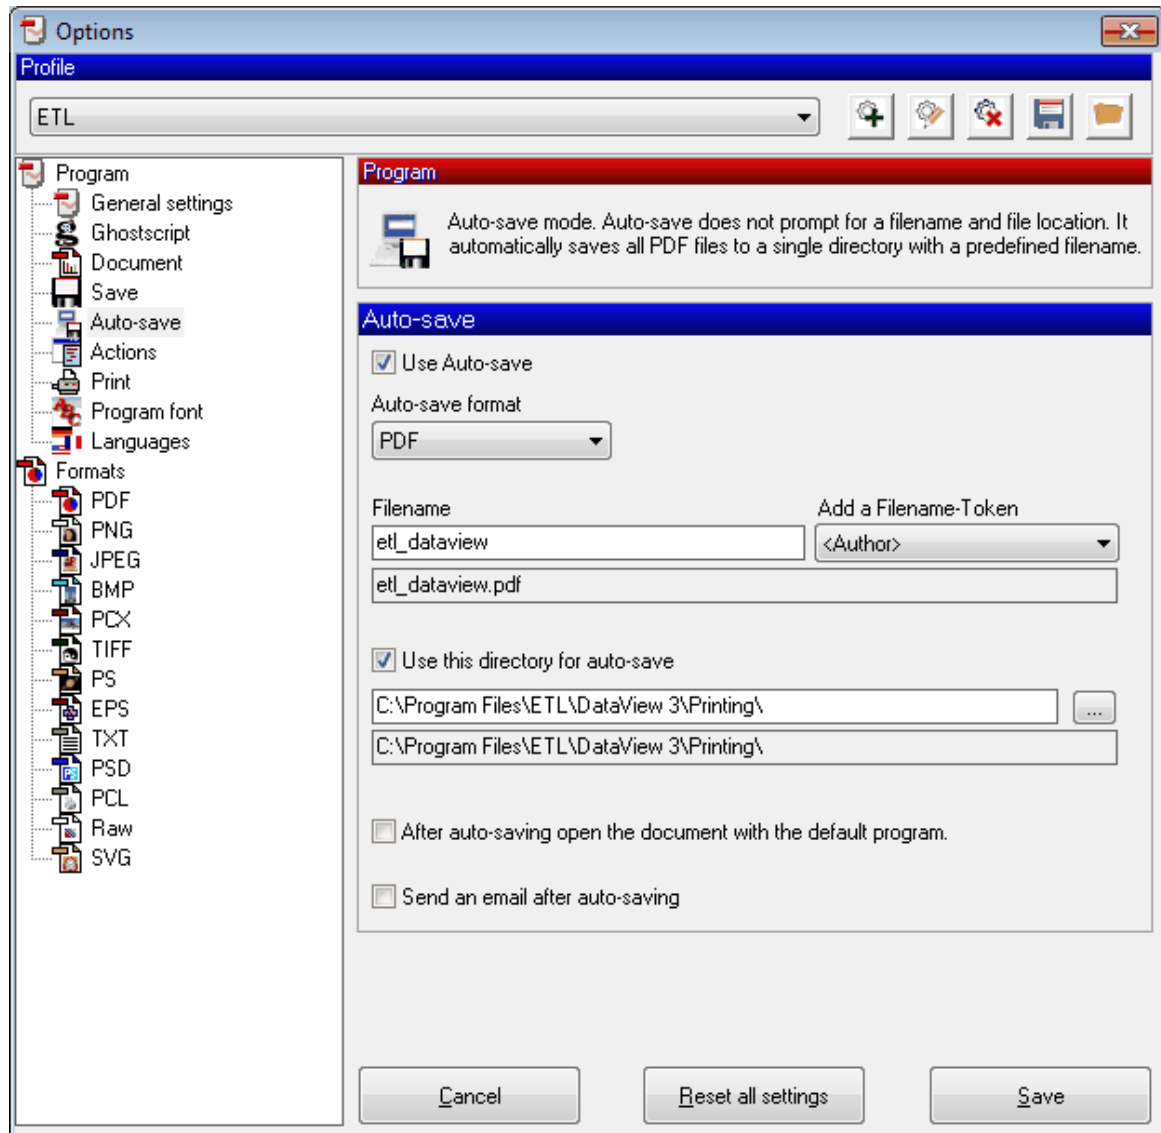 Options
Profile
ETL
Program
General settings
Ghostscript
Document
Save
Auto-save
Actions
Print
Program font
Languages
Formats
PDF
PNG
JPEG
BMP
PCX
TIFF
PS
EPS
TXT
PSD
PCL
Raw
SVG
Program
Auto-save mode. Auto-save does not prompt for a filename and file location. It
automatically saves all PDF files to a single directory with a predefined filename.
Auto-save
Use Auto-save
Auto-save format
PDF
Filename
Add a Filename-Token
etl_dataview
<Author>
etl_dataview.pdf
Use this directory for auto-save
C:\Program Files\ETL\DataView 3\Printing\
...
C:\Program Files\ETL\DataView 3\Printing\
After auto-saving open the document with the default program.
Send an email after auto-saving
Cancel
Reset all settings
Save